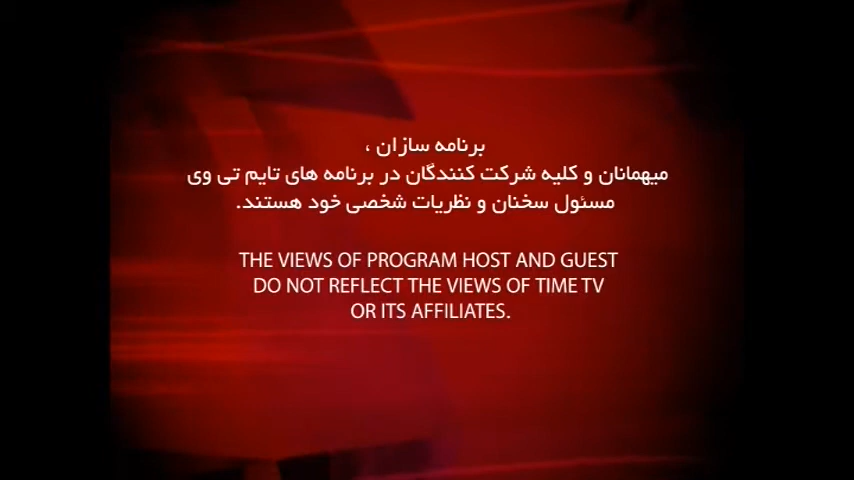 برنامه سازان ،
میهمانان و کلیه شرکت کنندگان در برنامه های تایم تی وی
مسئول سخنان و نظریات شخصی خود هستند.
THE VIEWS OF PROGRAM HOST AND GUEST
DO NOT REFLECT THE VIEWS OF TIME TV
OR ITS AFFILIATES.